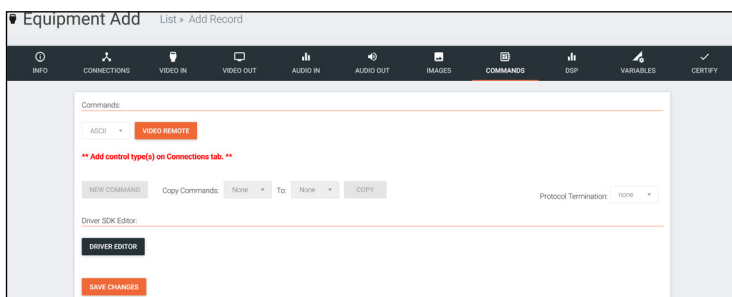 Equipment Add List » Add Record
INFO CONNECTIONS VIDEO IN VIDEO OUT AUDIO IN AUDIO OUT IMAGES COMMANDS DSP VARIABLES CERTIFY
Commands:
ASCII VIDEO REMOTE
** Add control type(s) on Connections tab. **
NEW COMMAND Copy Commands: None To: None COPY Protocol Termination: none
Driver SDK Editor:
DRIVER EDITOR
SAVE CHANGES